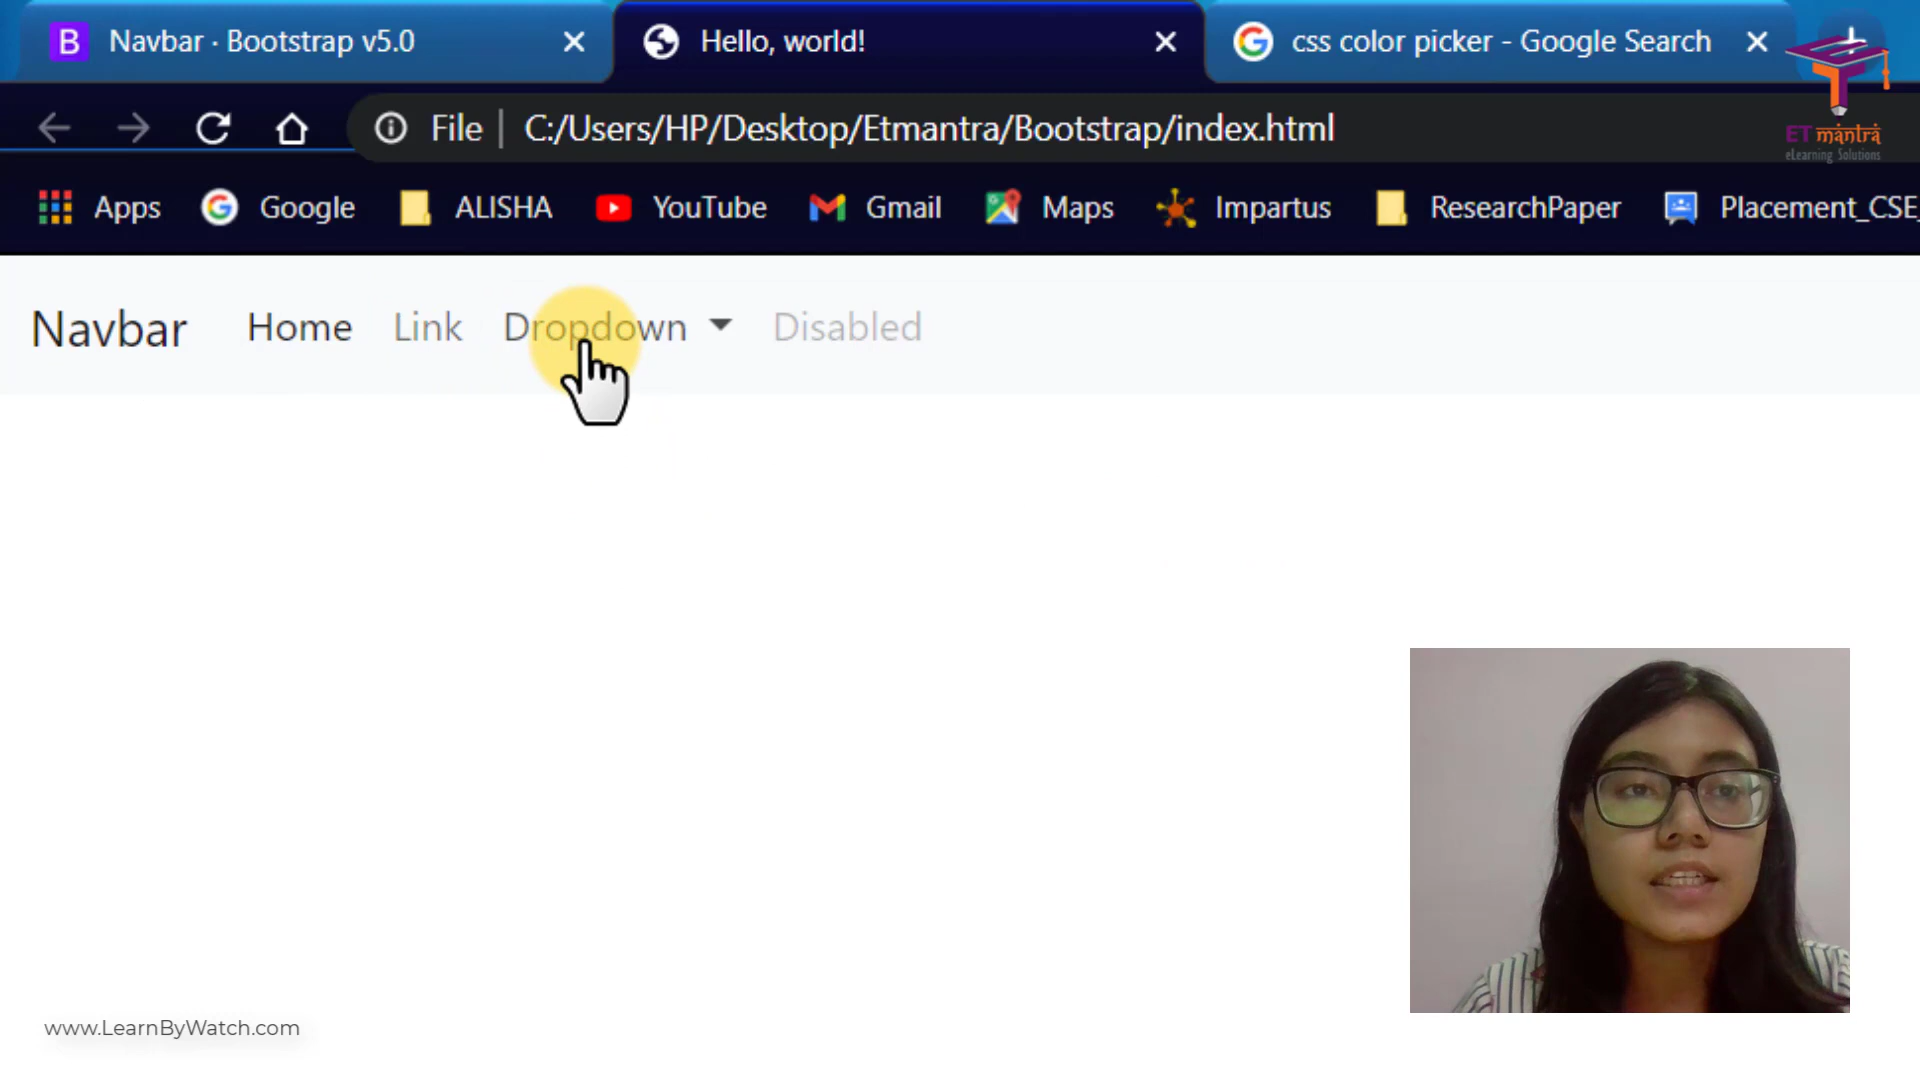 Navbar · Bootstrap v5.0
Hello, world!
css color picker - Google Search
File
C:/Users/HP/Desktop/Etmantra/Bootstrap/index.html
ET mantra
eLearning Solutions
Apps
Google
ALISHA
YouTube
Gmail
Maps
Impartus
ResearchPaper
Placement_CSE_
Navbar
Home
Link
Dropdown
Disabled
www.LearnByWatch.com